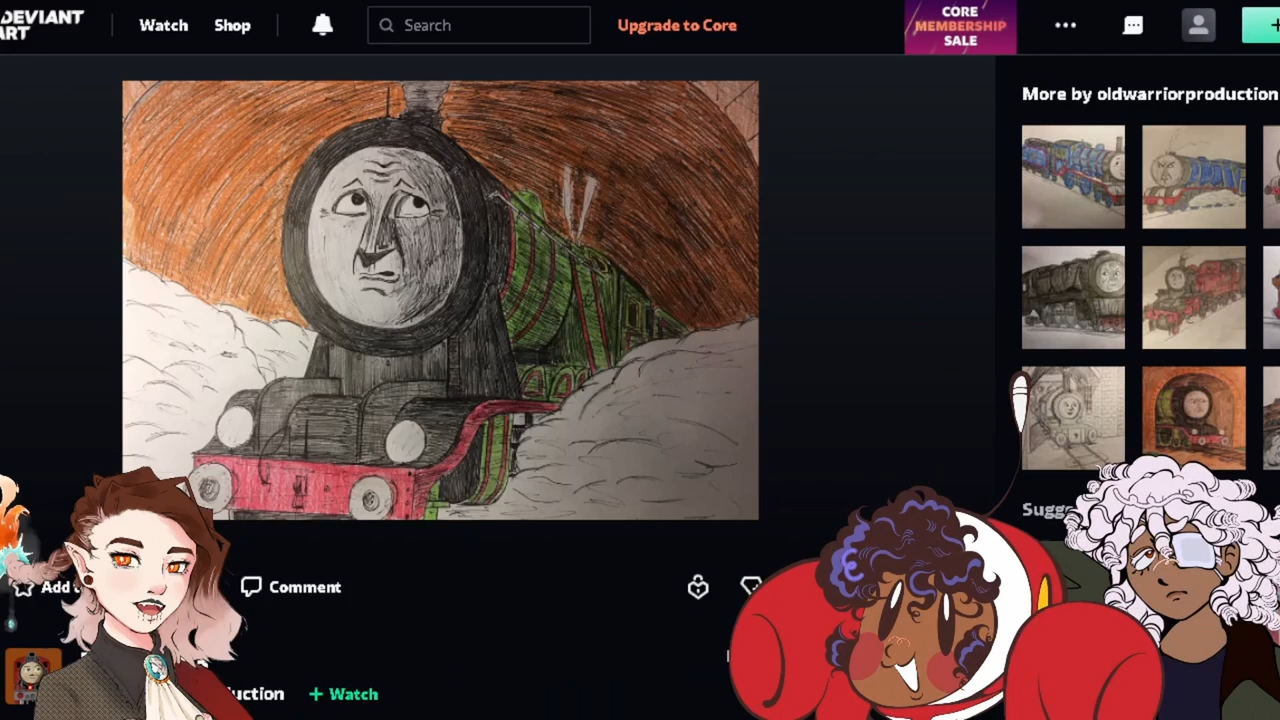 DEVIANT
ART
Watch
Shop
Search
Upgrade to Core
CORE
MEMBERSHIP
SALE
More by oldwarriorproduction
Sugg
Add
Comment
uction
+ Watch